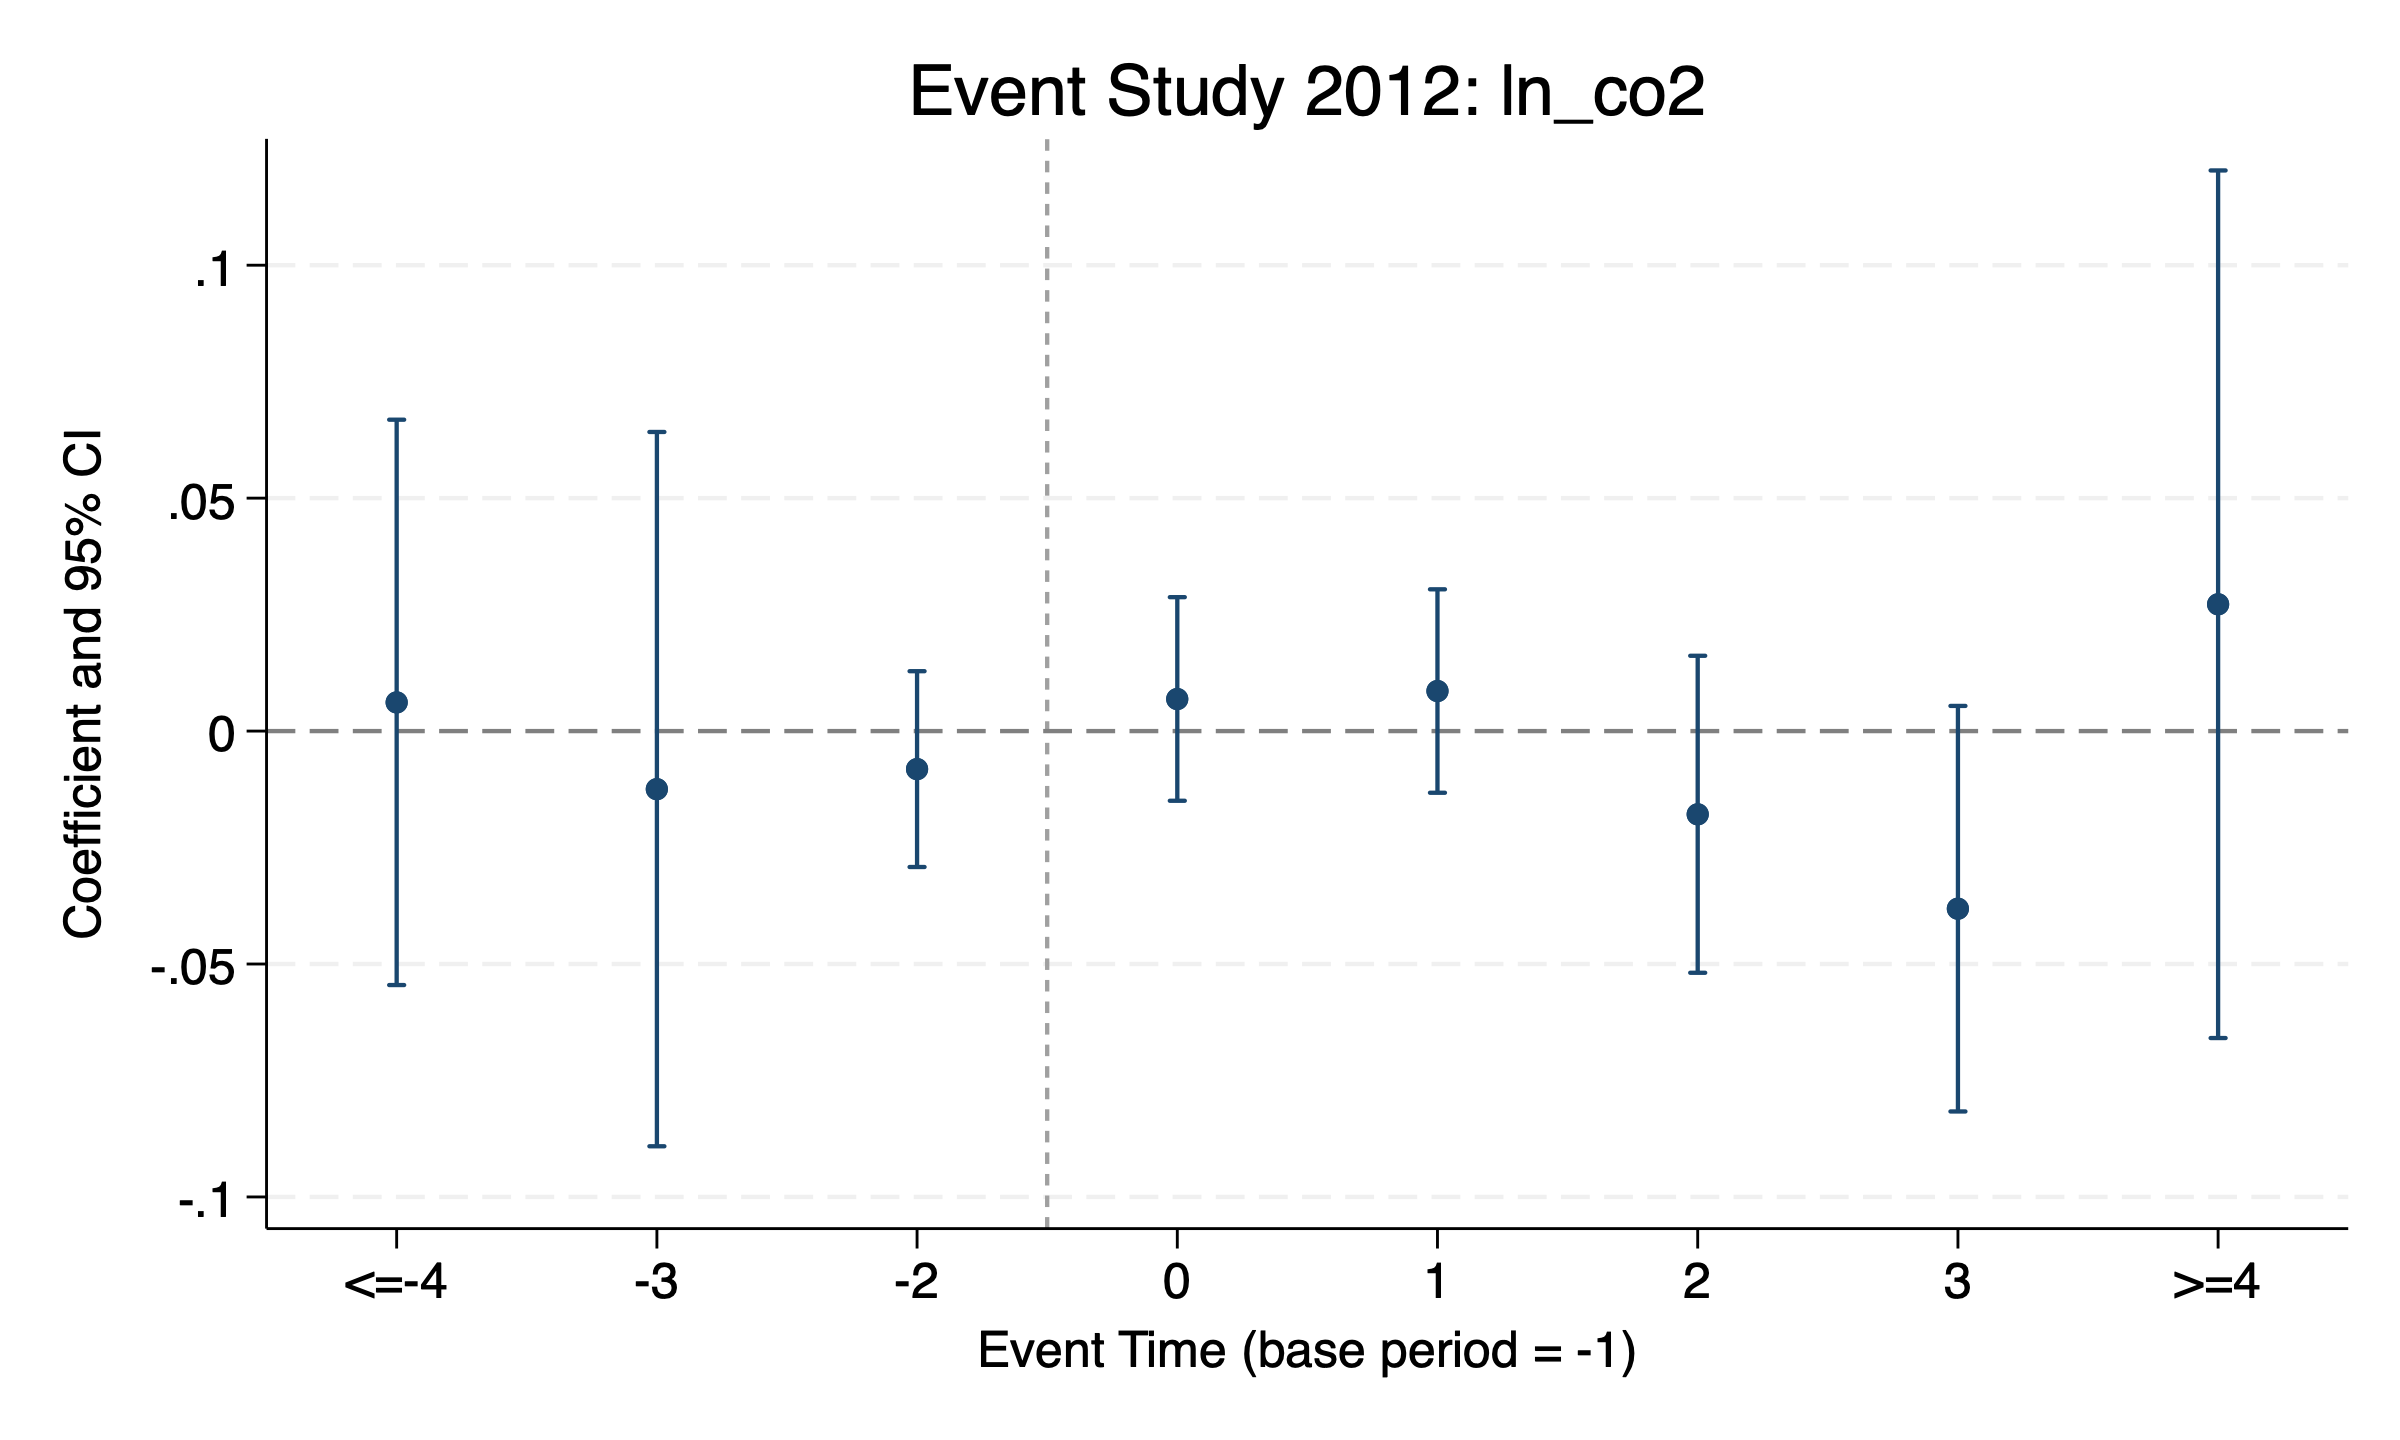 Event Study 2012: ln_co2
Coefficient and 95% CI
.1
.05
0
-.05
-.1
<=-4 -3 -2 0 1 2 3 >=4
Event Time (base period = -1)